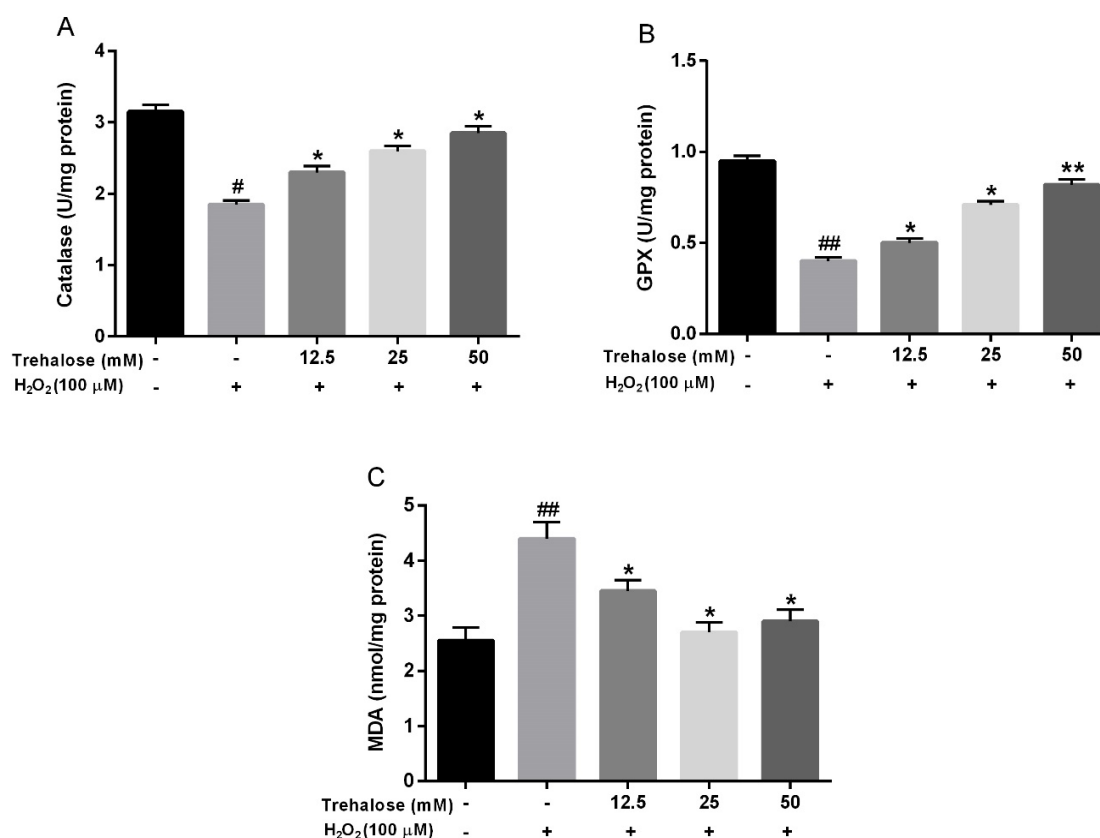 A
Catalase (U/mg protein)
4
3
2
1
0
#
*
*
*
Trehalose (mM) - - 12.5 25 50
H₂O₂(100 μM) - + + + +
B
GPX (U/mg protein)
1.5
1.0
0.5
0.0
##
*
*
**
Trehalose (mM) - - 12.5 25 50
H₂O₂(100 μM) - + + + +
C
MDA (nmol/mg protein)
5
4
3
2
1
0
##
*
*
*
Trehalose (mM) - - 12.5 25 50
H₂O₂(100 μM) - + + + +